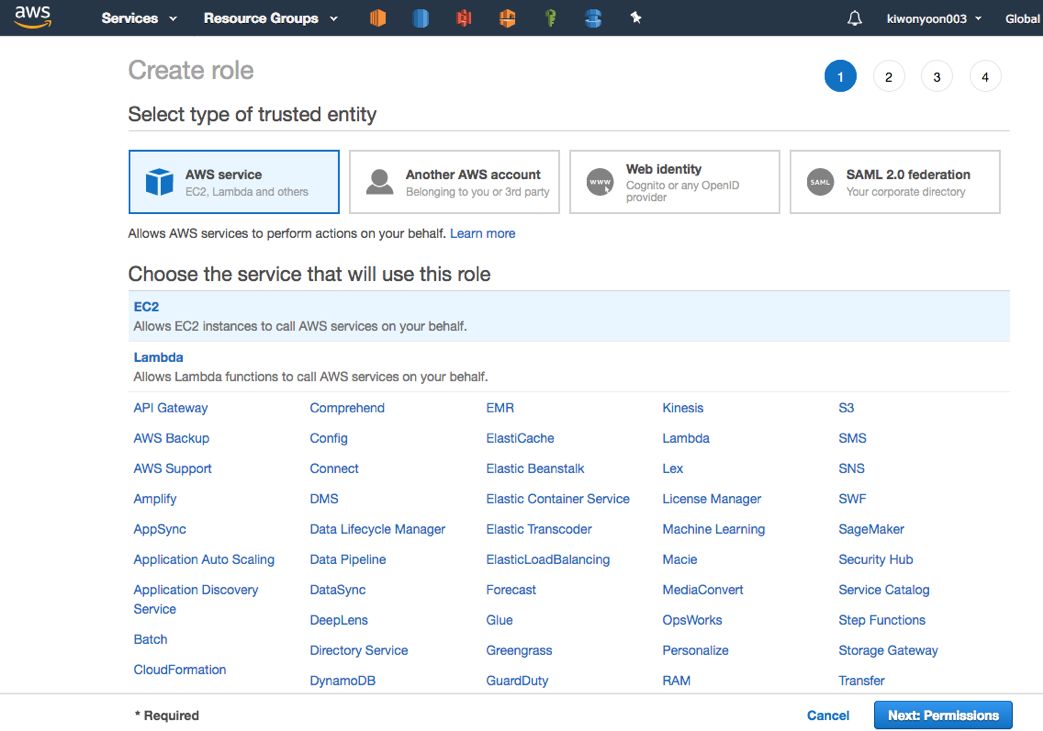 aws Services Resource Groups kiwonyoon003 Global
Create role
1 2 3 4
Select type of trusted entity
AWS service
EC2, Lambda and others
Another AWS account
Belonging to you or 3rd party
www
Web identity
Cognito or any OpenID
provider
SAML
SAML 2.0 federation
Your corporate directory
Allows AWS services to perform actions on your behalf. Learn more
Choose the service that will use this role
EC2
Allows EC2 instances to call AWS services on your behalf.
Lambda
Allows Lambda functions to call AWS services on your behalf.
API Gateway
AWS Backup
AWS Support
Amplify
AppSync
Application Auto Scaling
Application Discovery
Service
Batch
CloudFormation
Comprehend
Config
Connect
DMS
Data Lifecycle Manager
Data Pipeline
DataSync
DeepLens
Directory Service
DynamoDB
EMR
ElastiCache
Elastic Beanstalk
Elastic Container Service
Elastic Transcoder
ElasticLoadBalancing
Forecast
Glue
Greengrass
GuardDuty
Kinesis
Lambda
Lex
License Manager
Machine Learning
Macie
MediaConvert
OpsWorks
Personalize
RAM
S3
SMS
SNS
SWF
SageMaker
Security Hub
Service Catalog
Step Functions
Storage Gateway
Transfer
* Required
Cancel
Next: Permissions